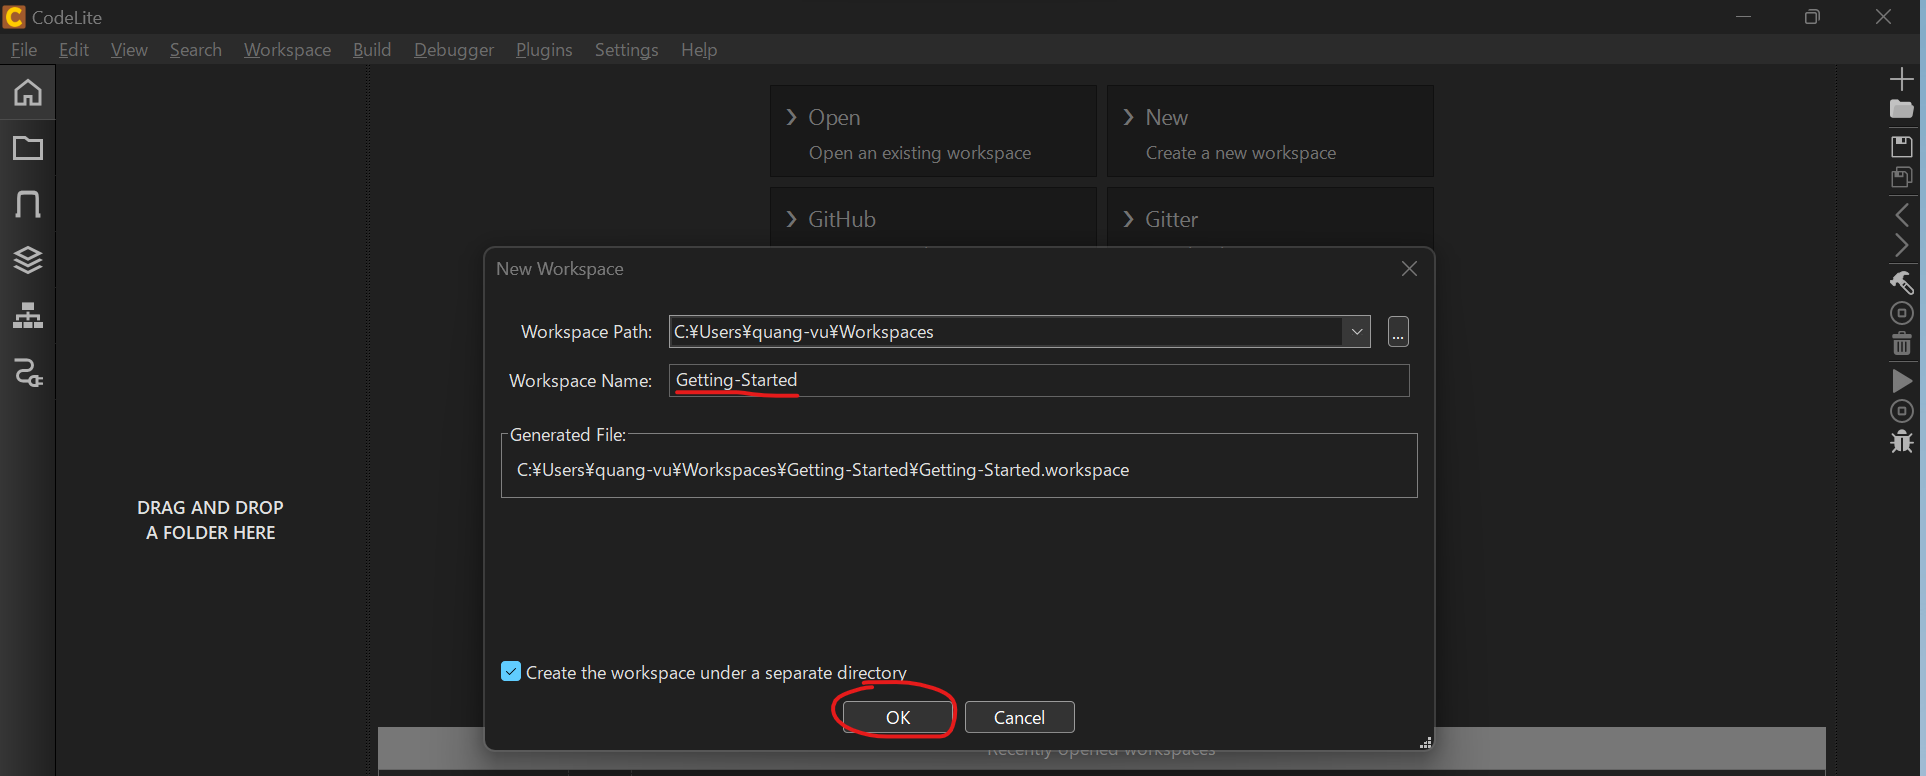 CodeLite
File Edit View Search Workspace Build Debugger Plugins Settings Help
Open
Open an existing workspace
New
Create a new workspace
GitHub
Gitter
New Workspace
Workspace Path: C:¥Users¥quang-vu¥Workspaces ...
Workspace Name: Getting-Started
Generated File:
C:¥Users¥quang-vu¥Workspaces¥Getting-Started¥Getting-Started.workspace
DRAG AND DROP
A FOLDER HERE
Create the workspace under a separate directory
OK Cancel
Recently opened workspaces